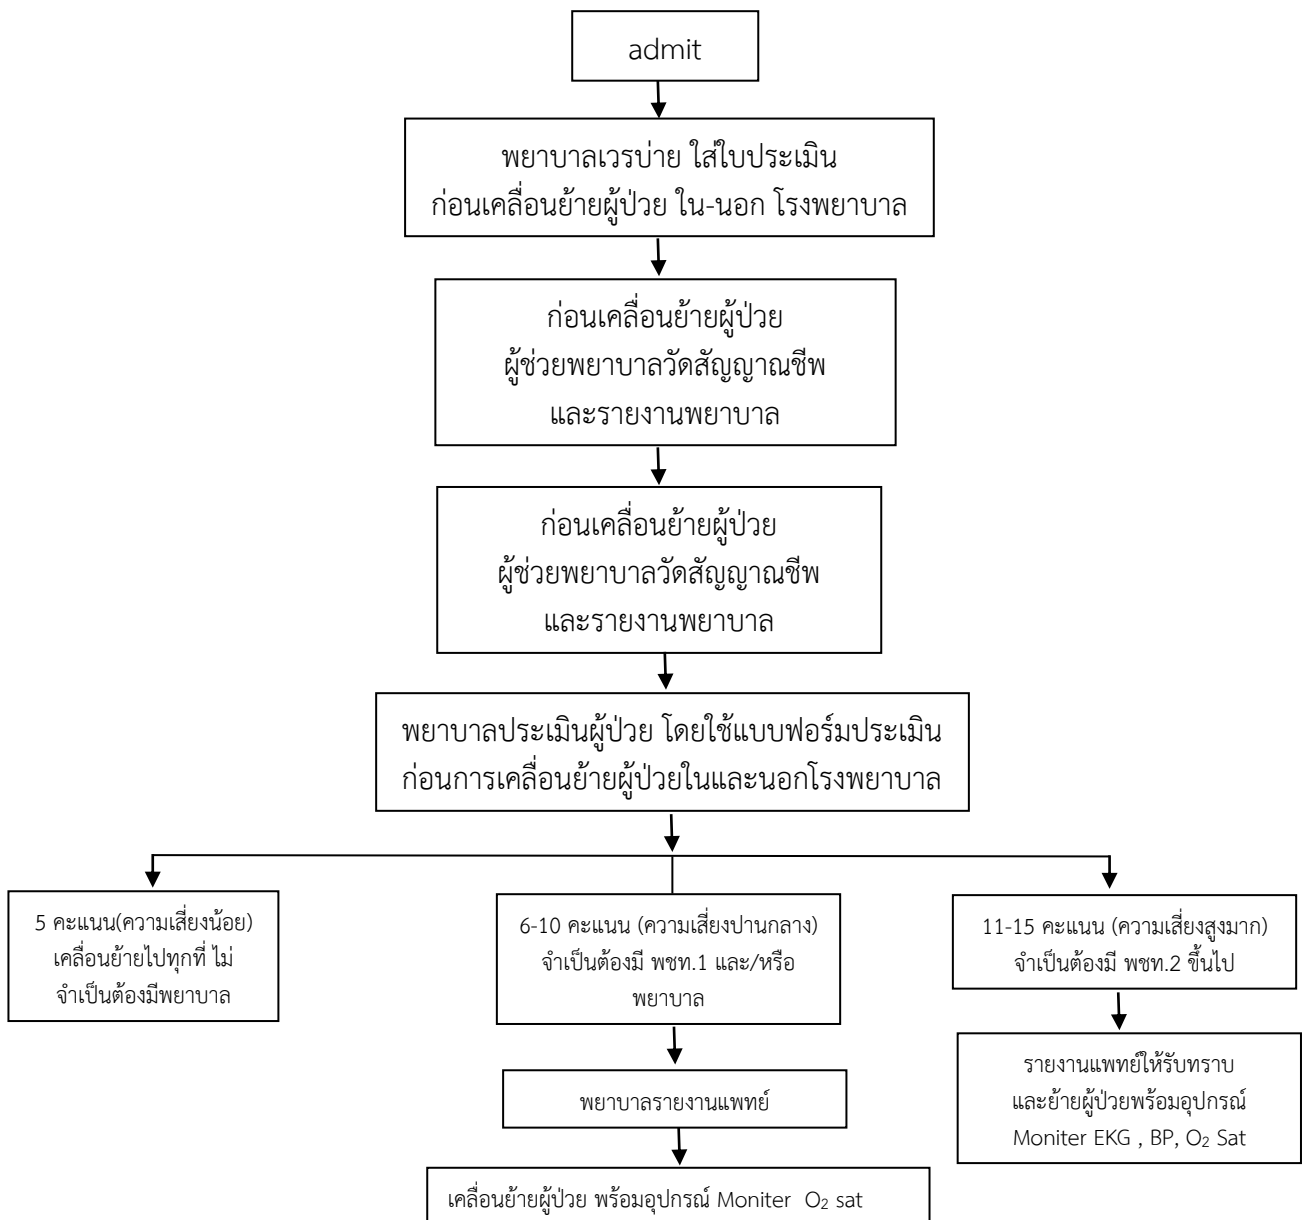 admit
พยาบาลเวรบ่าย ใส่ใบประเมิน
ก่อนเคลื่อนย้ายผู้ป่วย ใน-นอก โรงพยาบาล
ก่อนเคลื่อนย้ายผู้ป่วย
ผู้ช่วยพยาบาลวัดสัญญาณชีพ
และรายงานพยาบาล
ก่อนเคลื่อนย้ายผู้ป่วย
ผู้ช่วยพยาบาลวัดสัญญาณชีพ
และรายงานพยาบาล
พยาบาลประเมินผู้ป่วย โดยใช้แบบฟอร์มประเมิน
ก่อนการเคลื่อนย้ายผู้ป่วยในและนอกโรงพยาบาล
5 คะแนน(ความเสี่ยงน้อย)
เคลื่อนย้ายไปทุกที่ ไม่
จำเป็นต้องมีพยาบาล
6-10 คะแนน (ความเสี่ยงปานกลาง)
จำเป็นต้องมี พชท.1 และ/หรือ
พยาบาล
11-15 คะแนน (ความเสี่ยงสูงมาก)
จำเป็นต้องมี พชท.2 ขึ้นไป
พยาบาลรายงานแพทย์
เคลื่อนย้ายผู้ป่วย พร้อมอุปกรณ์ Moniter O₂ sat
รายงานแพทย์ให้รับทราบ
และย้ายผู้ป่วยพร้อมอุปกรณ์
Moniter EKG , BP, O₂ Sat